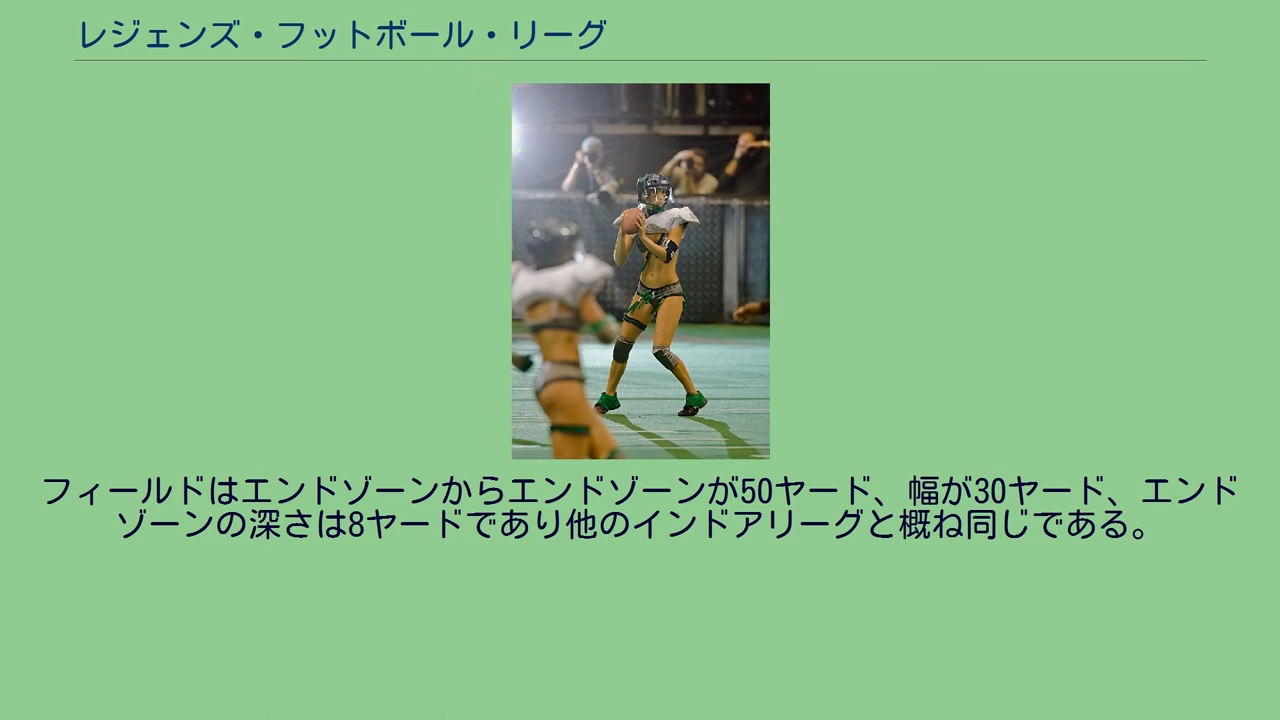 レジェンズ・フットボール・リーグ
フィールドはエンドゾーンからエンドゾーンが50ヤード、幅が30ヤード、エンド
ゾーンの深さは8ヤードであり他のインドアリーグと概ね同じである。